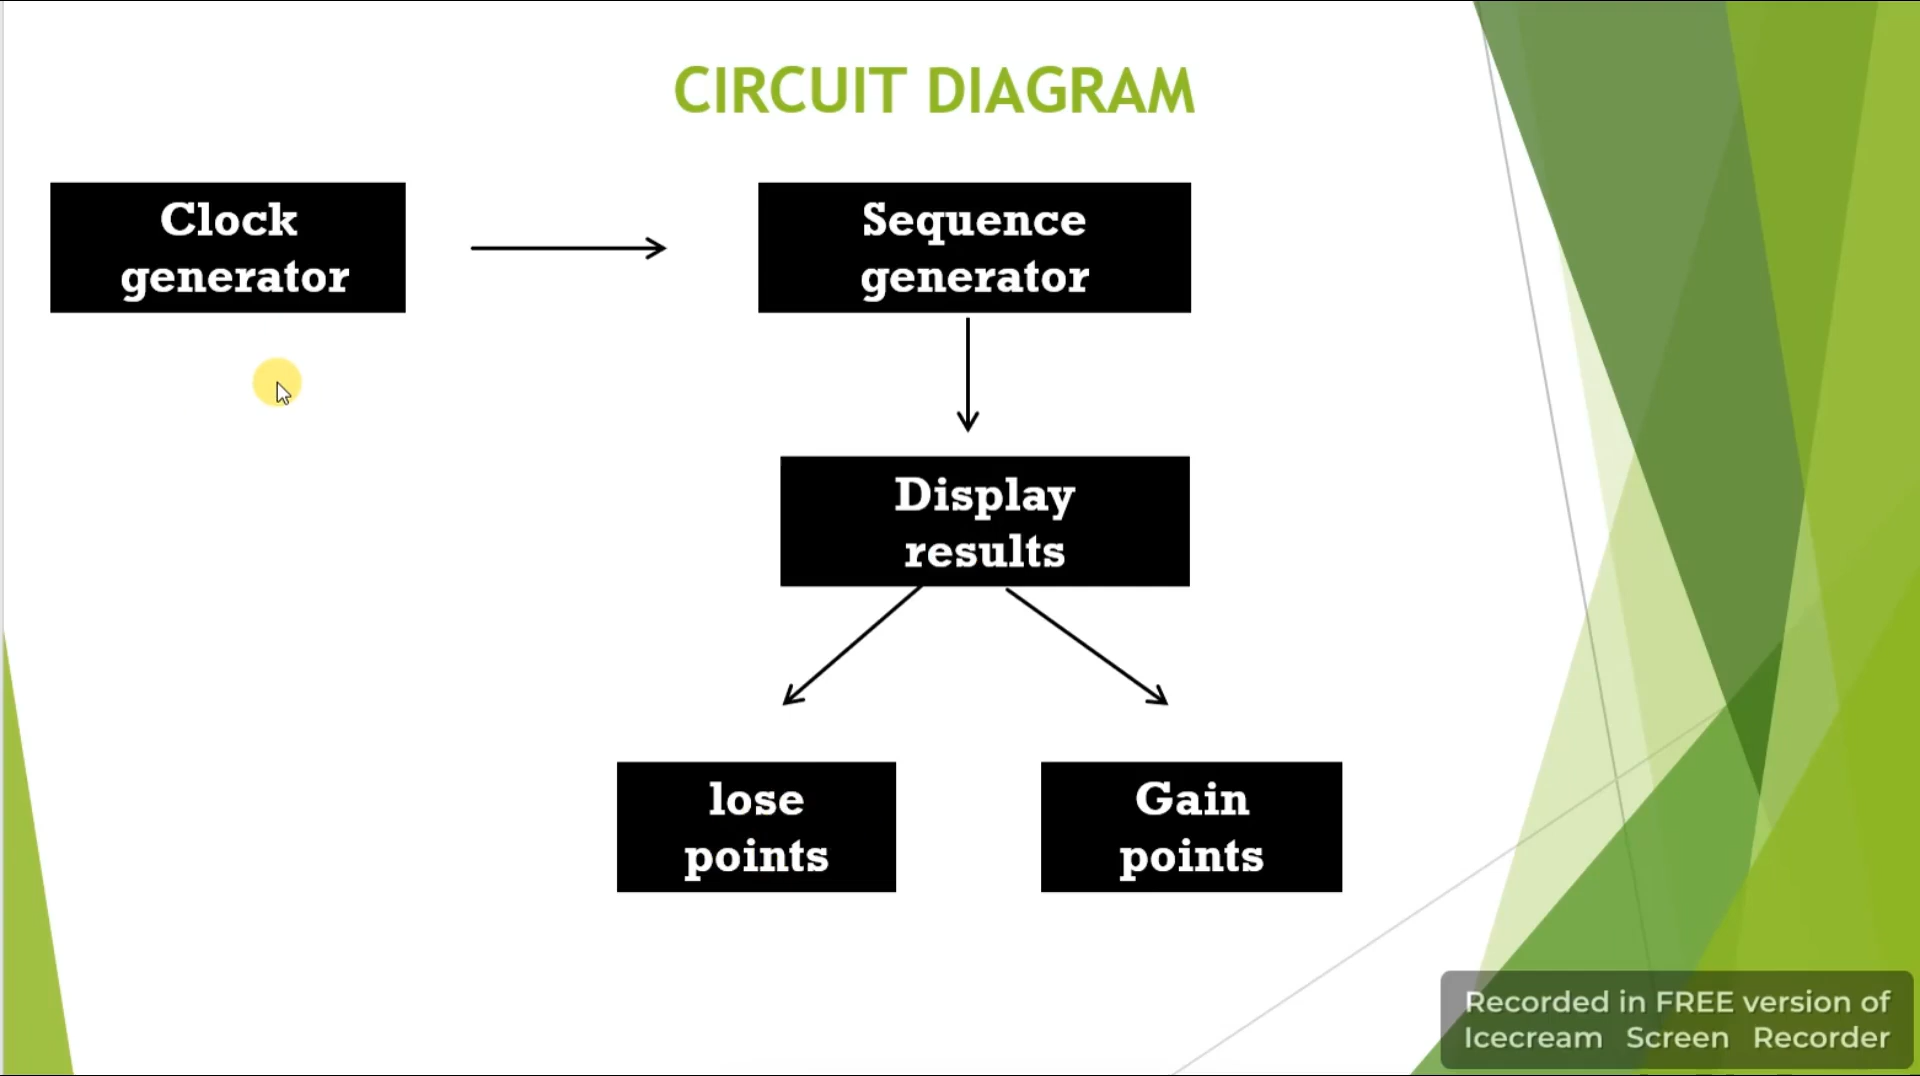 CIRCUIT DIAGRAM
Clock
generator
Sequence
generator
Display
results
lose
points
Gain
points
Recorded in FREE version of
Icecream Screen Recorder